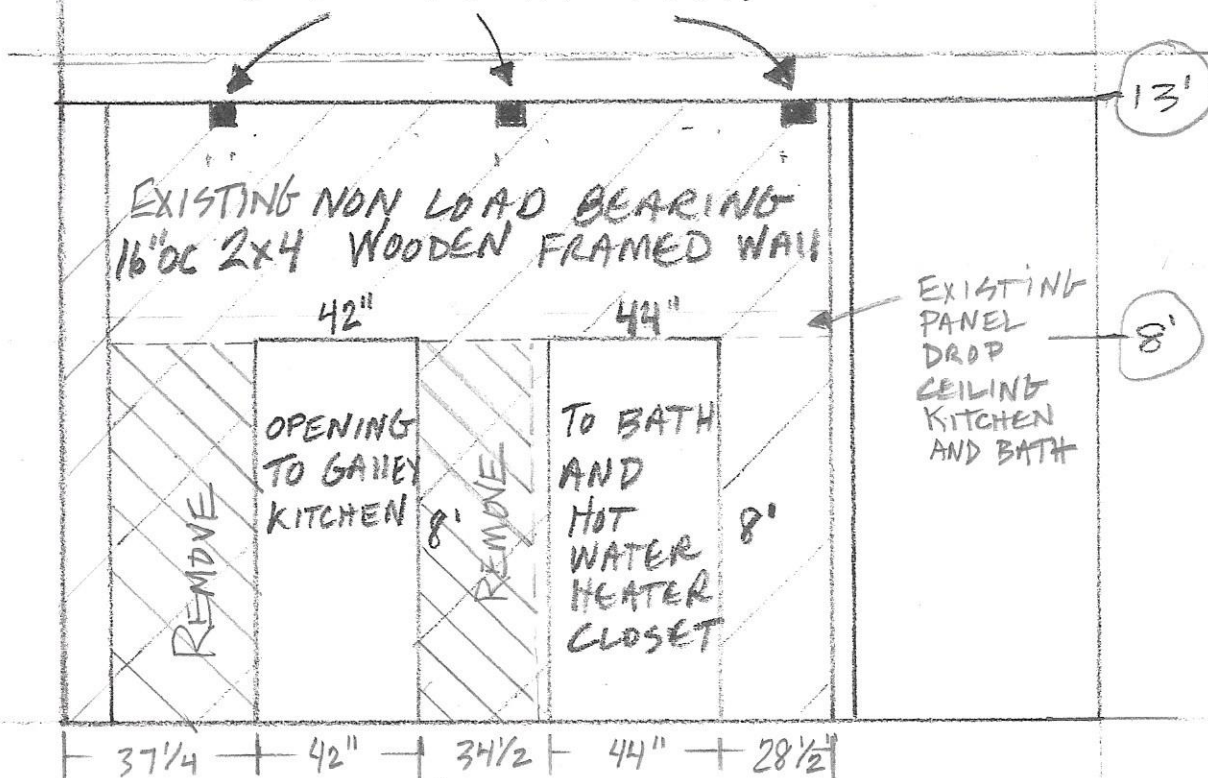 13'
EXISTING NON LOAD BEARING
16"OC 2x4 WOODEN FRAMED WALL
42"
44"
EXISTING
PANEL
DROP
CEILING
KITCHEN
AND BATH
8'
OPENING
TO GALLEY
KITCHEN
8'
TO BATH
AND
HOT
WATER
HEATER
CLOSET
8'
REMOVE
REMOVE
37 1/4
42"
34 1/2
44"
28 1/2"